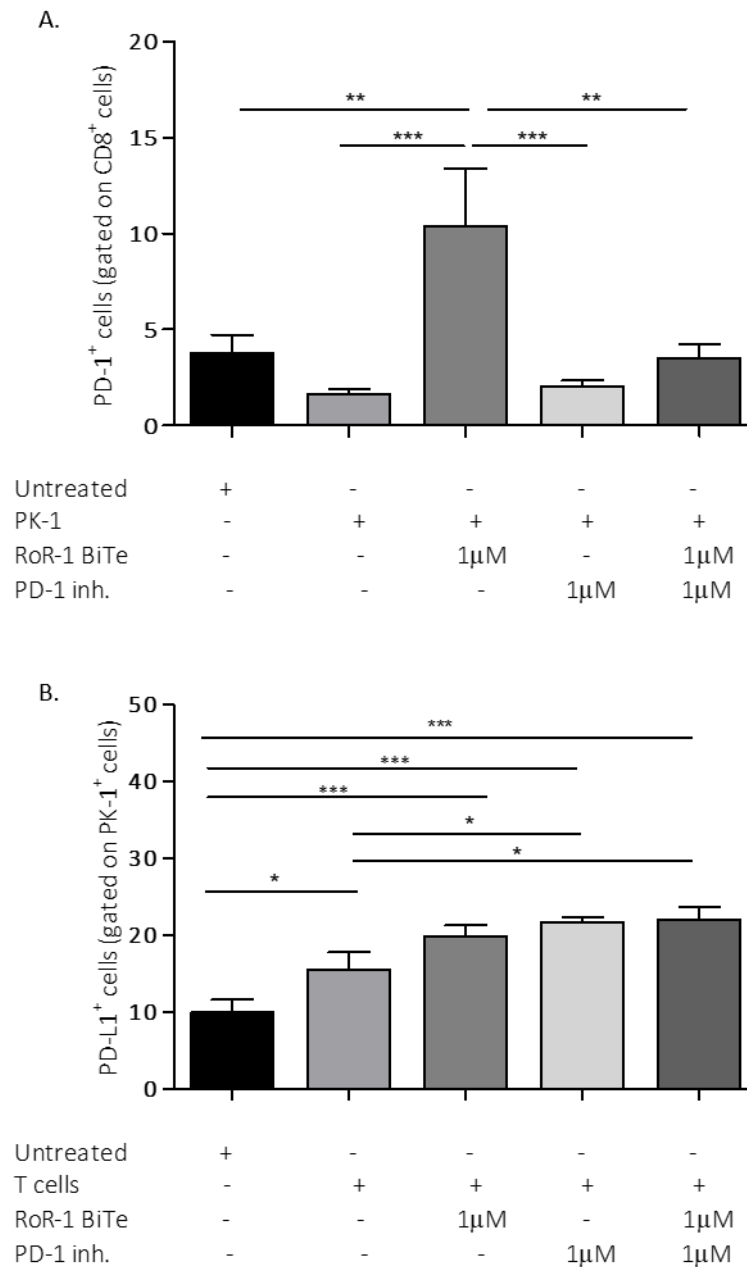 A.
PD-1⁺ cells (gated on CD8⁺ cells)
20
15
10
5
0
** **
*** ***
Untreated + - - - -
PK-1 - + + + +
RoR-1 BiTe - - 1μM - 1μM
PD-1 inh. - - - 1μM 1μM
B.
PD-L1⁺ cells (gated on PK-1⁺ cells)
50
40
30
20
10
0
***
***
***
*
*
*
Untreated + - - - -
T cells - + + + +
RoR-1 BiTe - - 1μM - 1μM
PD-1 inh. - - - 1μM 1μM